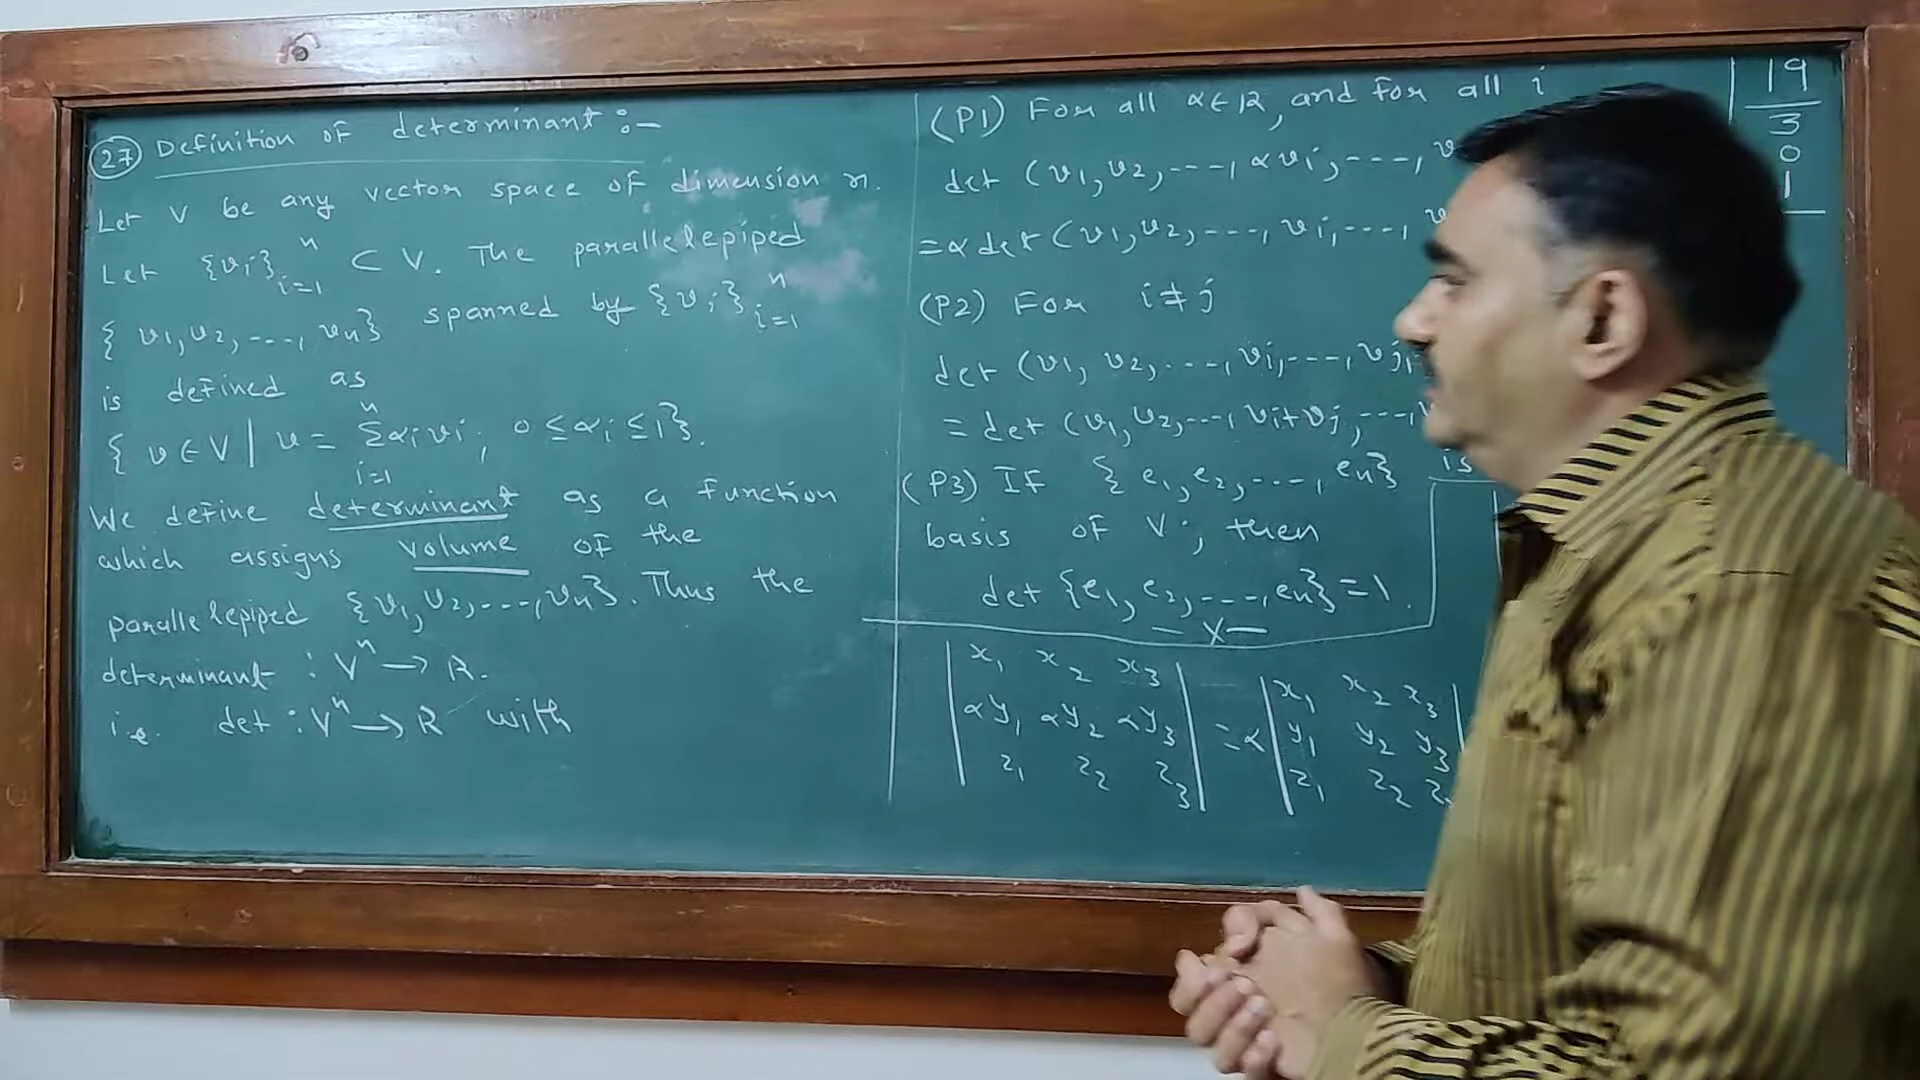 27 Definition of determinant :-
Let V be any vector space of dimension n.
Let {vi}ⁿᵢ₌₁ ⊂ V. The parallelepiped
{v1, v2, ---, vn} spanned by {vi}ⁿᵢ₌₁
is defined as
{v ∈ V | v = ⁿΣᵢ₌₁ αi vi ; 0 ≤ αi ≤ 1}.
We define determinant as a function
which assigns volume of the
parallelepiped {v1, v2, ---, vn}. Thus the
determinant : Vⁿ → R.
i.e. det : Vⁿ → R with
(P1) For all α ∈ R, and for all i
det (v1, v2, ---, αvi, ---, v
= α det (v1, v2, ---, vi, ---, v
(P2) For i ≠ j
det (v1, v2, ---, vi, ---, vj,
= det (v1, v2, ---, vi+vj, ---, v
(P3) If {e1, e2, ---, en} is
basis of V ; then
det {e1, e2, ---, en} = 1.
— X —
| x1 x2 x3 | | x1 x2 x3 |
| αy1 αy2 αy3 | = α | y1 y2 y3 |
| z1 z2 z3 | | z1 z2 z
19
3
0
1